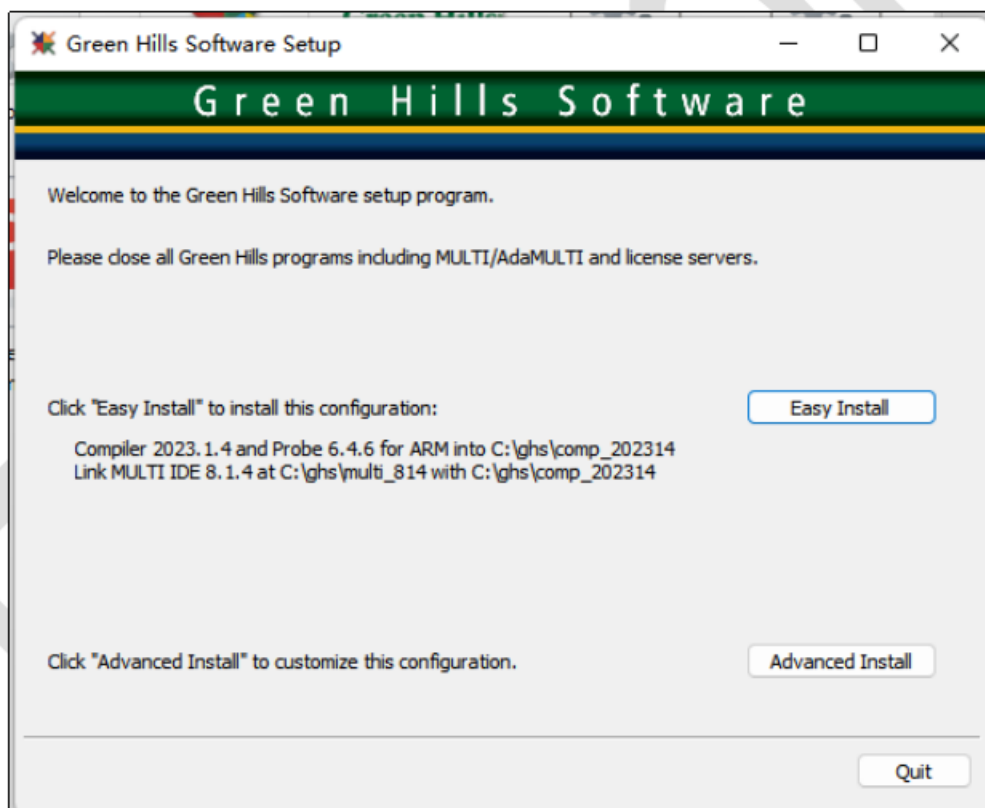 Green Hills Software Setup
Green Hills Software
Welcome to the Green Hills Software setup program.
Please close all Green Hills programs including MULTI/AdaMULTI and license servers.
Click "Easy Install" to install this configuration:
Easy Install
Compiler 2023.1.4 and Probe 6.4.6 for ARM into C:\ghs\comp_202314
Link MULTI IDE 8.1.4 at C:\ghs\multi_814 with C:\ghs\comp_202314
Click "Advanced Install" to customize this configuration.
Advanced Install
Quit